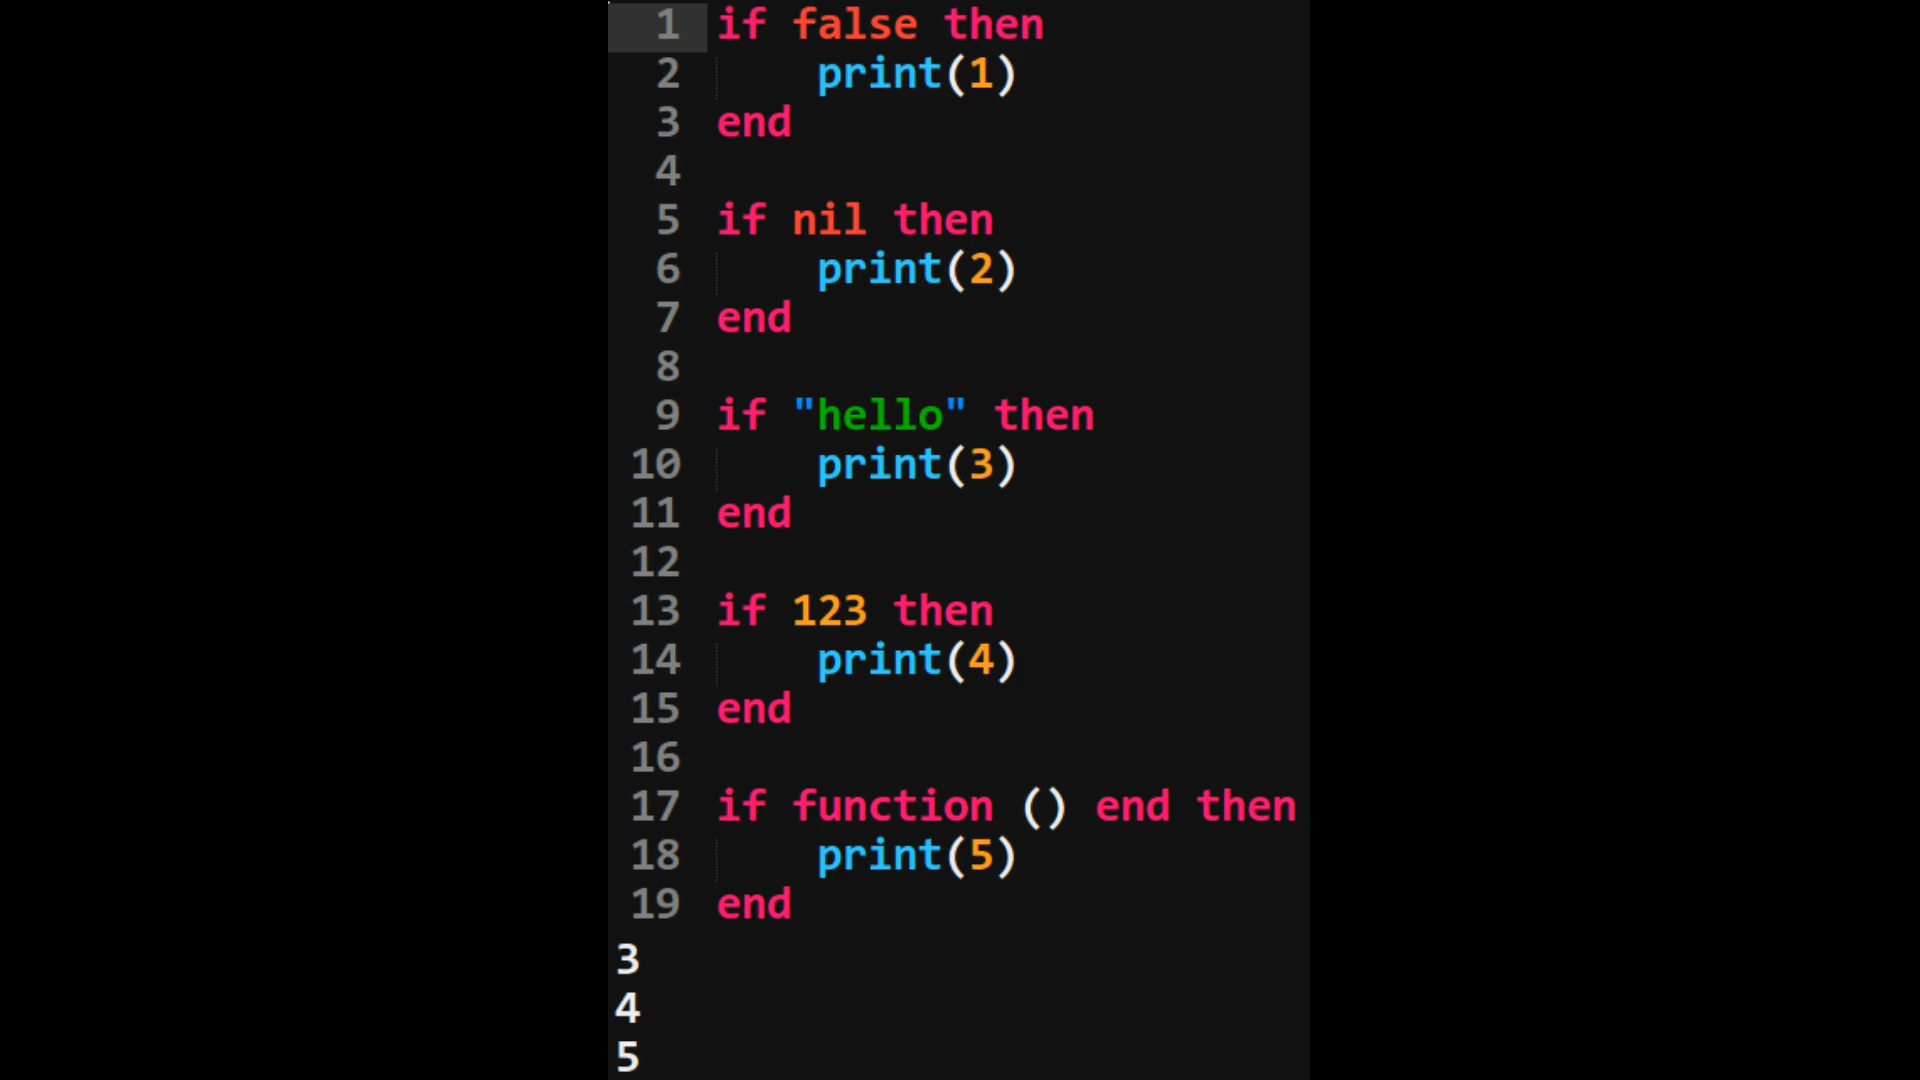 1 if false then
2     print(1)
3 end
4
5 if nil then
6     print(2)
7 end
8
9 if "hello" then
10     print(3)
11 end
12
13 if 123 then
14     print(4)
15 end
16
17 if function () end then
18     print(5)
19 end
3
4
5